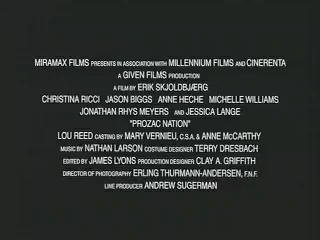 MIRAMAX FILMS PRESENTS IN ASSOCIATION WITH MILLENNIUM FILMS AND CINERENTA
A GIVEN FILMS PRODUCTION
A FILM BY ERIK SKJOLDBJÆRG
CHRISTINA RICCI JASON BIGGS ANNE HECHE MICHELLE WILLIAMS
JONATHAN RHYS MEYERS AND JESSICA LANGE
"PROZAC NATION"
LOU REED CASTING BY MARY VERNIEU, C.S.A. & ANNE McCARTHY
MUSIC BY NATHAN LARSON COSTUME DESIGNER TERRY DRESBACH
EDITED BY JAMES LYONS PRODUCTION DESIGNER CLAY A. GRIFFITH
DIRECTOR OF PHOTOGRAPHY ERLING THURMANN-ANDERSEN, F.N.F.
LINE PRODUCER ANDREW SUGERMAN